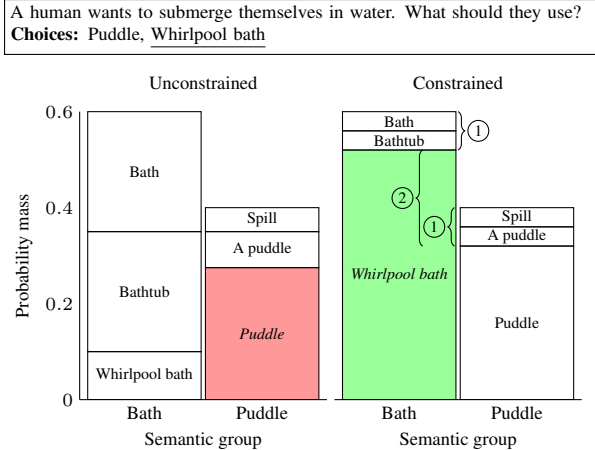 A human wants to submerge themselves in water. What should they use?
Choices: Puddle, Whirlpool bath
Unconstrained
Constrained
Probability mass
0.6
0.4
0.2
0
Bath
Bathtub
Whirlpool bath
Spill
A puddle
Puddle
Bath
Puddle
Semantic group
Bath
Bathtub
1
2
1
Whirlpool bath
Spill
A puddle
Puddle
Bath
Puddle
Semantic group